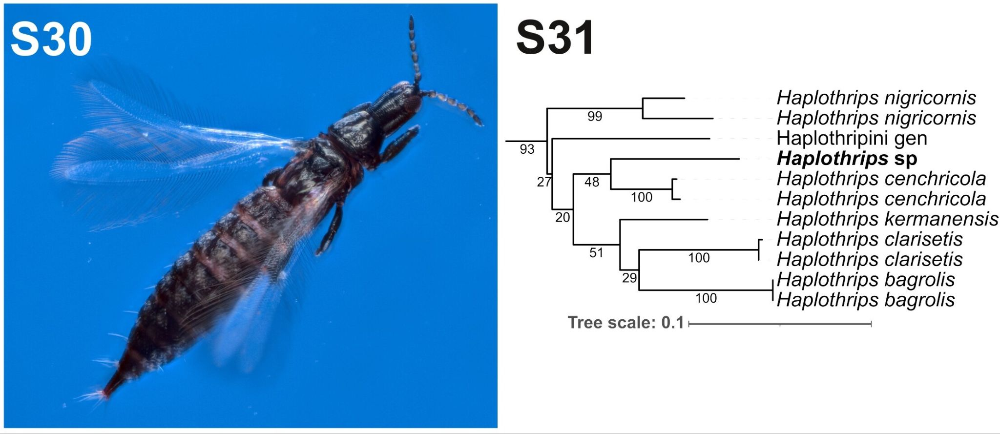 S30
S31
Haplothrips nigricornis
99
Haplothrips nigricornis
Haplothripini gen
93
Haplothrips sp
27
48
Haplothrips cenchricola
100
Haplothrips cenchricola
20
Haplothrips kermanensis
Haplothrips clarisetis
51
100
Haplothrips clarisetis
29
Haplothrips bagrolis
100
Haplothrips bagrolis
Tree scale: 0.1